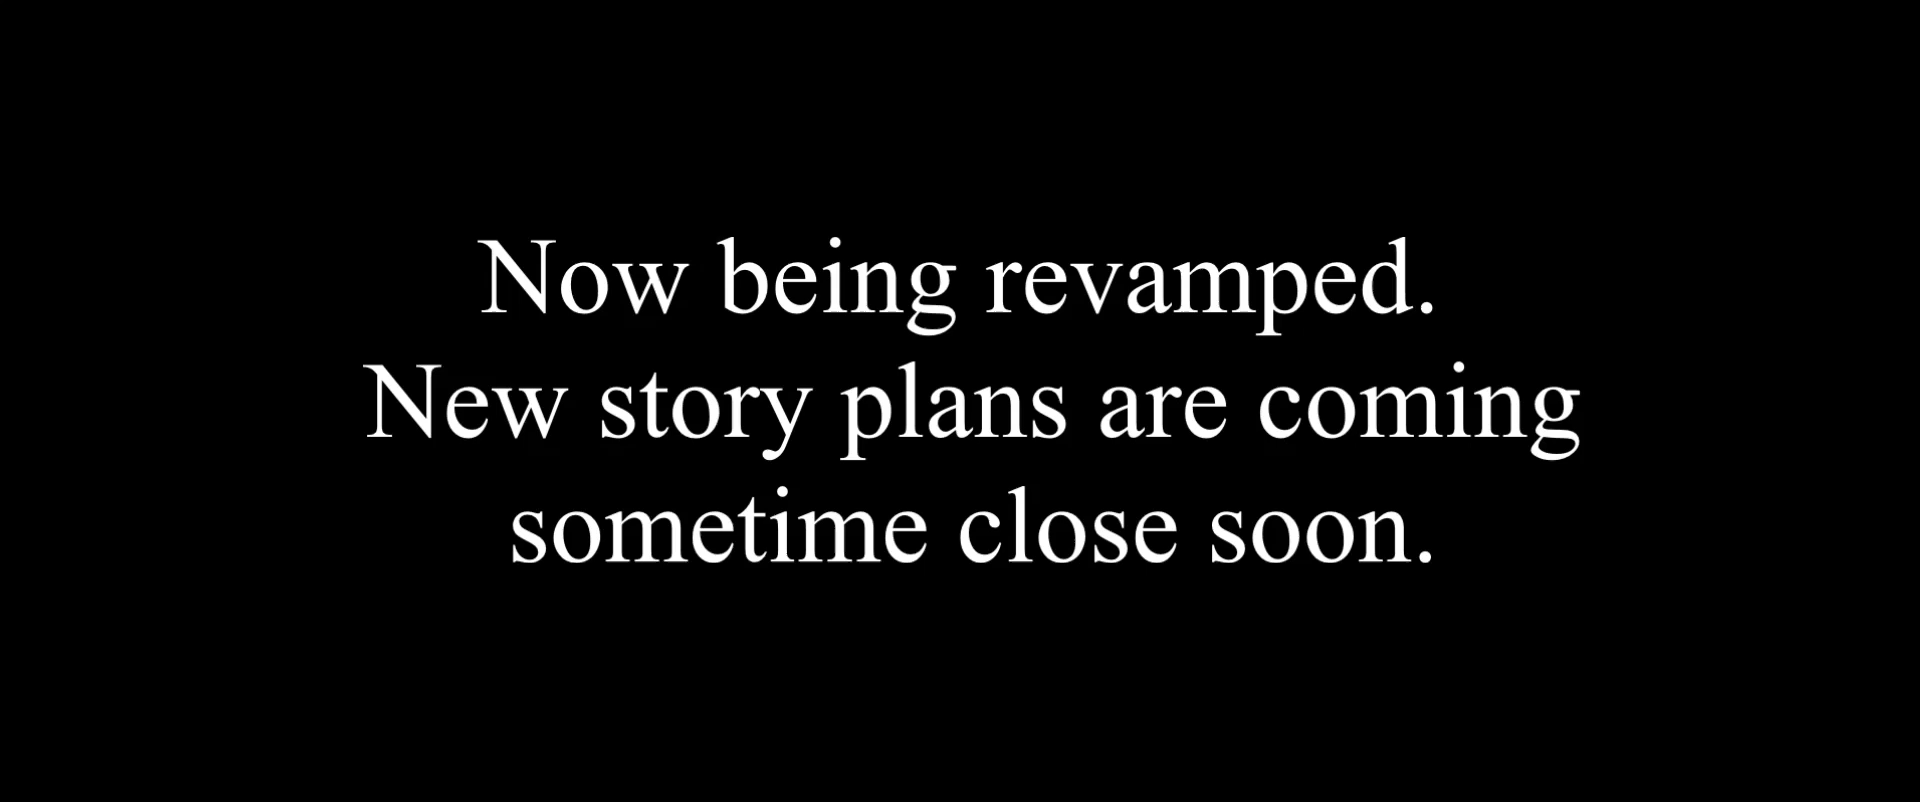 Now being revamped.
New story plans are coming
sometime close soon.